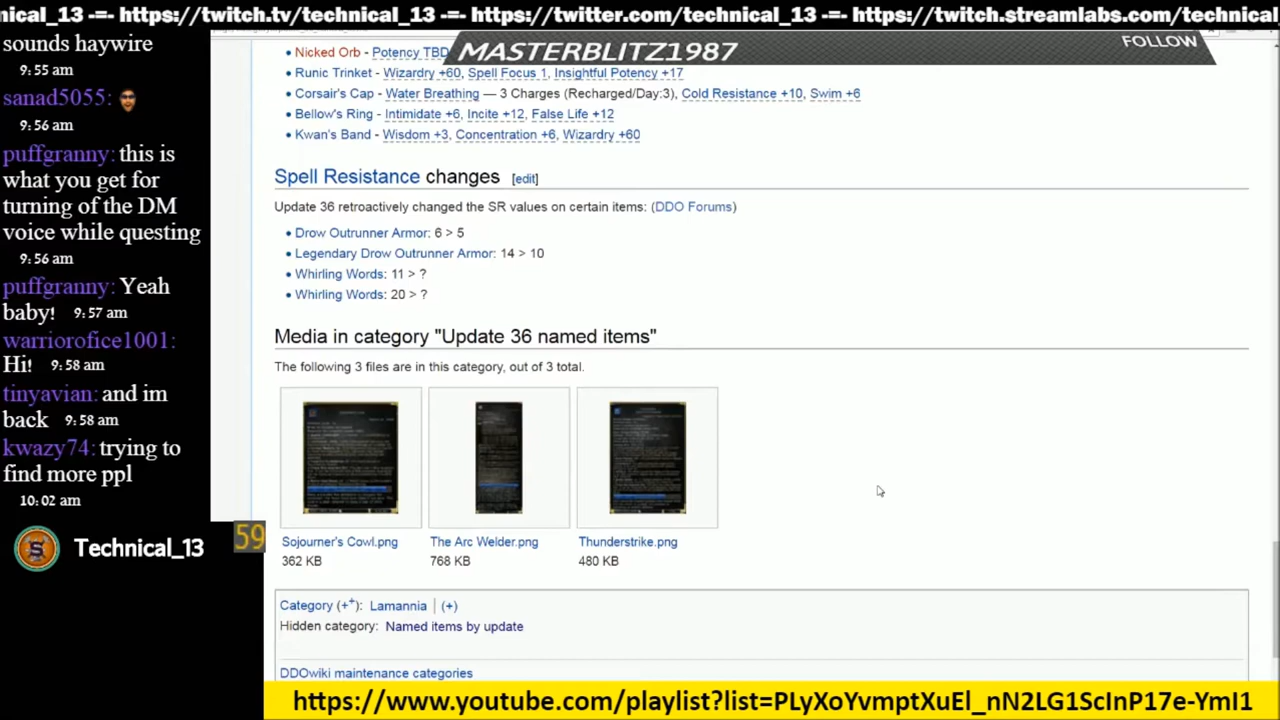 nical_13 -=- https://twitch.tv/technical_13 -=- https://twitter.com/technical_13 -=- https://twitch.streamlabs.com/technical
MASTERBLITZ1987
FOLLOW
sounds haywire
9:55 am
sanad5055:
9:56 am
puffgranny: this is
what you get for
turning of the DM
voice while questing
9:56 am
puffgranny: Yeah
baby! 9:57 am
warriorofice1001:
Hi! 9:58 am
tinyavian: and im
back 9:58 am
kwazy74: trying to
find more ppl
10:02 am
Technical_13
59
• Nicked Orb - Potency TBD
• Runic Trinket - Wizardry +60, Spell Focus 1, Insightful Potency +17
• Corsair's Cap - Water Breathing — 3 Charges (Recharged/Day:3), Cold Resistance +10, Swim +6
• Bellow's Ring - Intimidate +6, Incite +12, False Life +12
• Kwan's Band - Wisdom +3, Concentration +6, Wizardry +60
Spell Resistance changes [edit]
Update 36 retroactively changed the SR values on certain items: (DDO Forums)
• Drow Outrunner Armor: 6 > 5
• Legendary Drow Outrunner Armor: 14 > 10
• Whirling Words: 11 > ?
• Whirling Words: 20 > ?
Media in category "Update 36 named items"
The following 3 files are in this category, out of 3 total.
Sojourner's Cowl.png
362 KB
The Arc Welder.png
768 KB
Thunderstrike.png
480 KB
Category (+⁺): Lamannia | (+)
Hidden category: Named items by update
DDOwiki maintenance categories
https://www.youtube.com/playlist?list=PLyXoYvmptXuEl_nN2LG1ScInP17e-YmI1